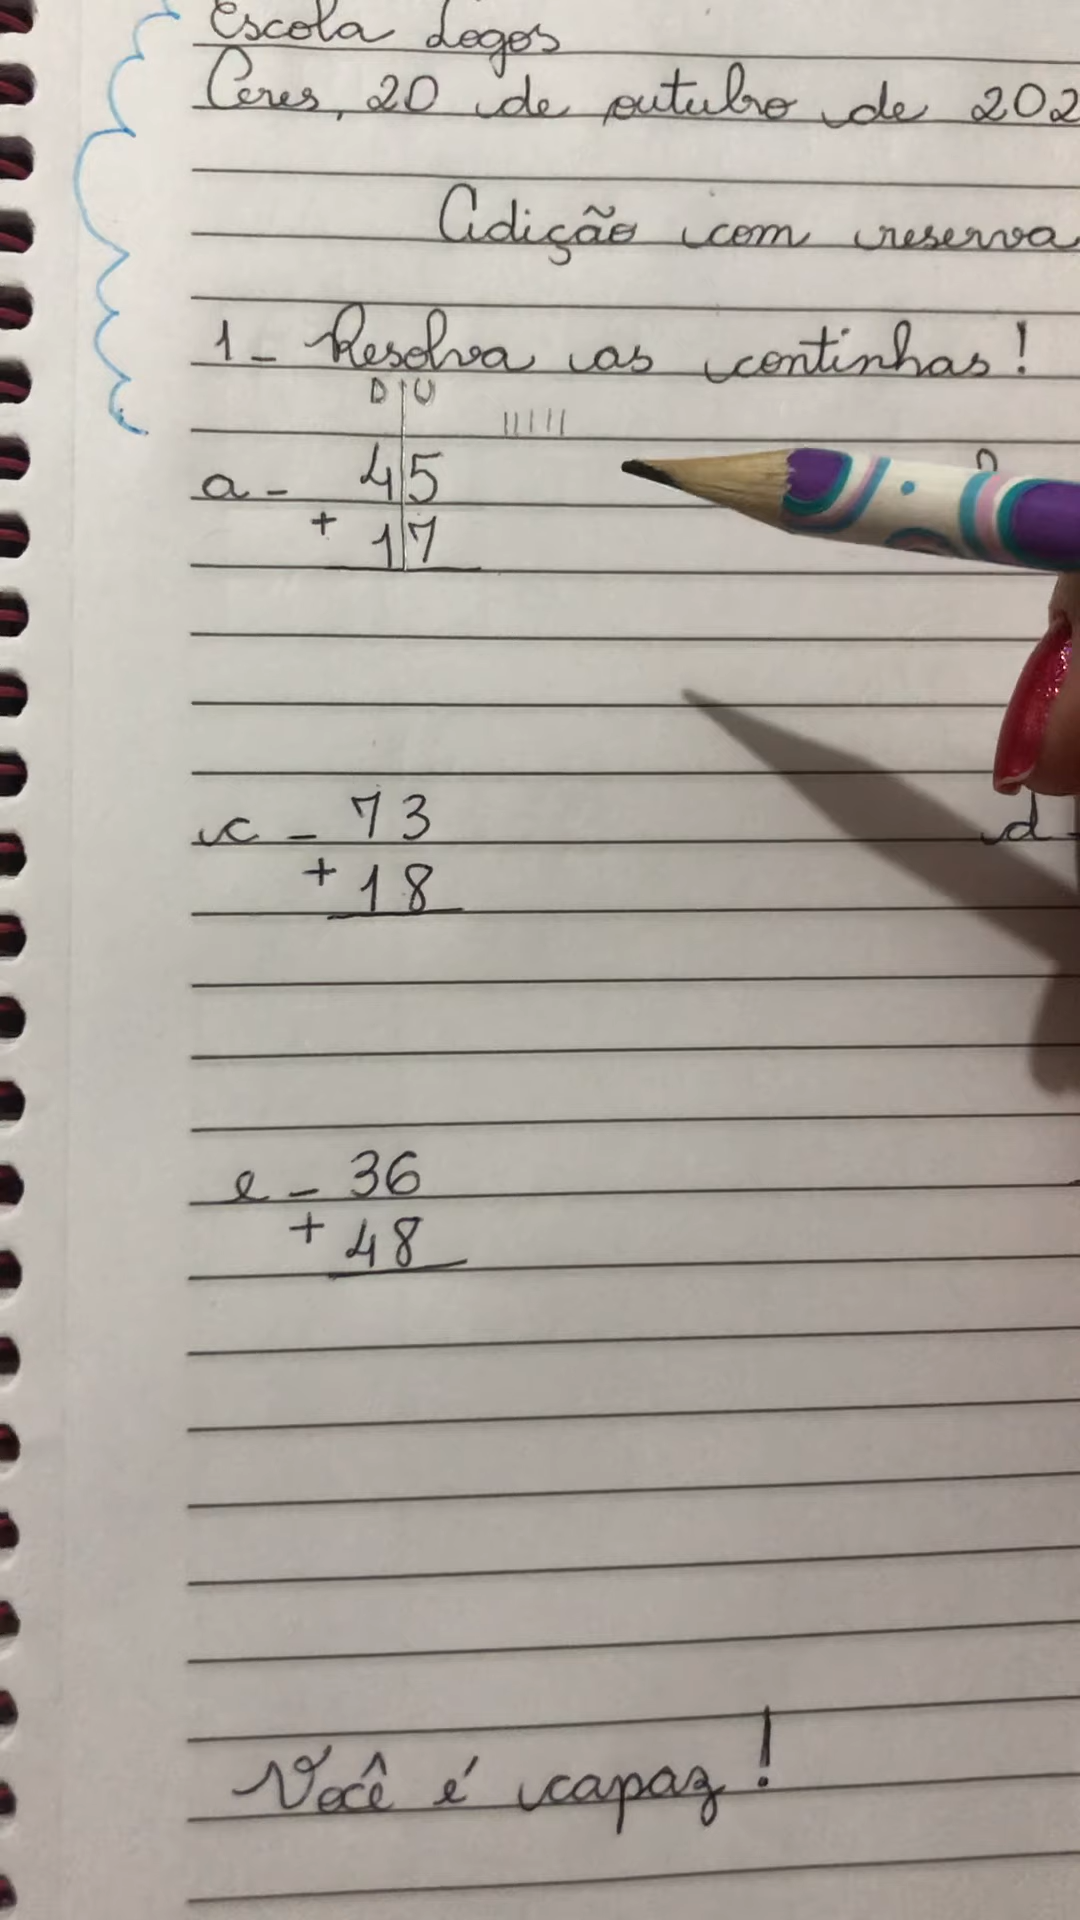 Escola Logos
Ceres, 20 de outubro de 202
Adição com reserva
1 - Resolva as continhas!
D U
a - 45
+ 17
c - 73
+ 18
d -
e - 36
+ 48
Você é capaz!